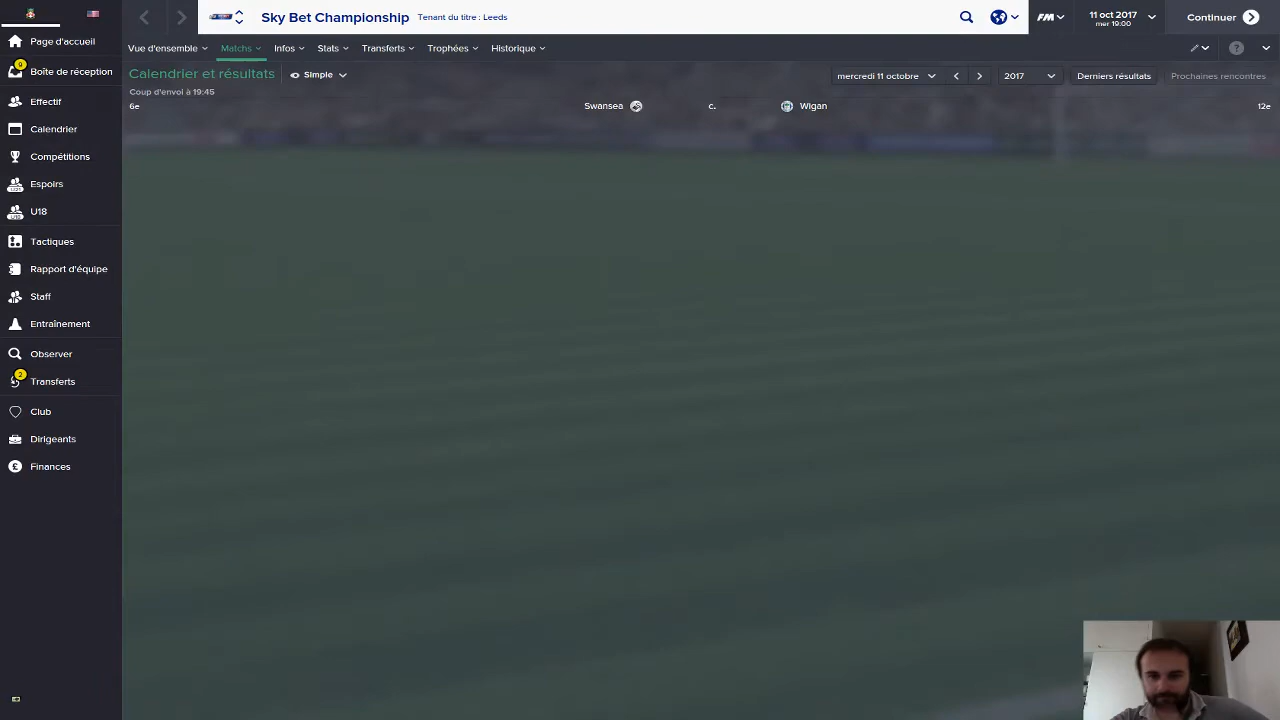 Sky Bet Championship
Tenant du titre : Leeds
FM
11 oct 2017
mer 19:00
Continuer
Page d'accueil
9
Boîte de réception
Effectif
Calendrier
Compétitions
Espoirs
U18
Tactiques
Rapport d'équipe
Staff
Entraînement
Observer
2
Transferts
Club
Dirigeants
Finances
Vue d'ensemble
Matchs
Infos
Stats
Transferts
Trophées
Historique
?
Calendrier et résultats
Simple
mercredi 11 octobre
2017
Derniers résultats
Prochaines rencontres
Coup d'envoi à 19:45
6e
Swansea
c.
Wigan
12e